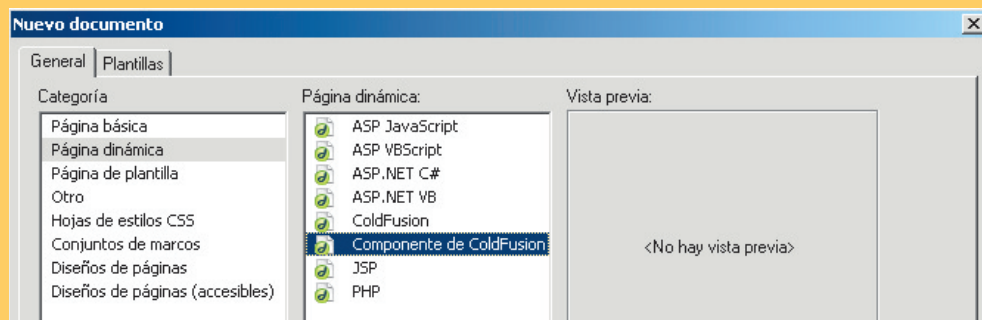 Nuevo documento
General
Plantillas
Categoría
Página básica
Página dinámica
Página de plantilla
Otro
Hojas de estilos CSS
Conjuntos de marcos
Diseños de páginas
Diseños de páginas (accesibles)
Página dinámica:
ASP JavaScript
ASP VBScript
ASP.NET C#
ASP.NET VB
ColdFusion
Componente de ColdFusion
JSP
PHP
Vista previa:
<No hay vista previa>